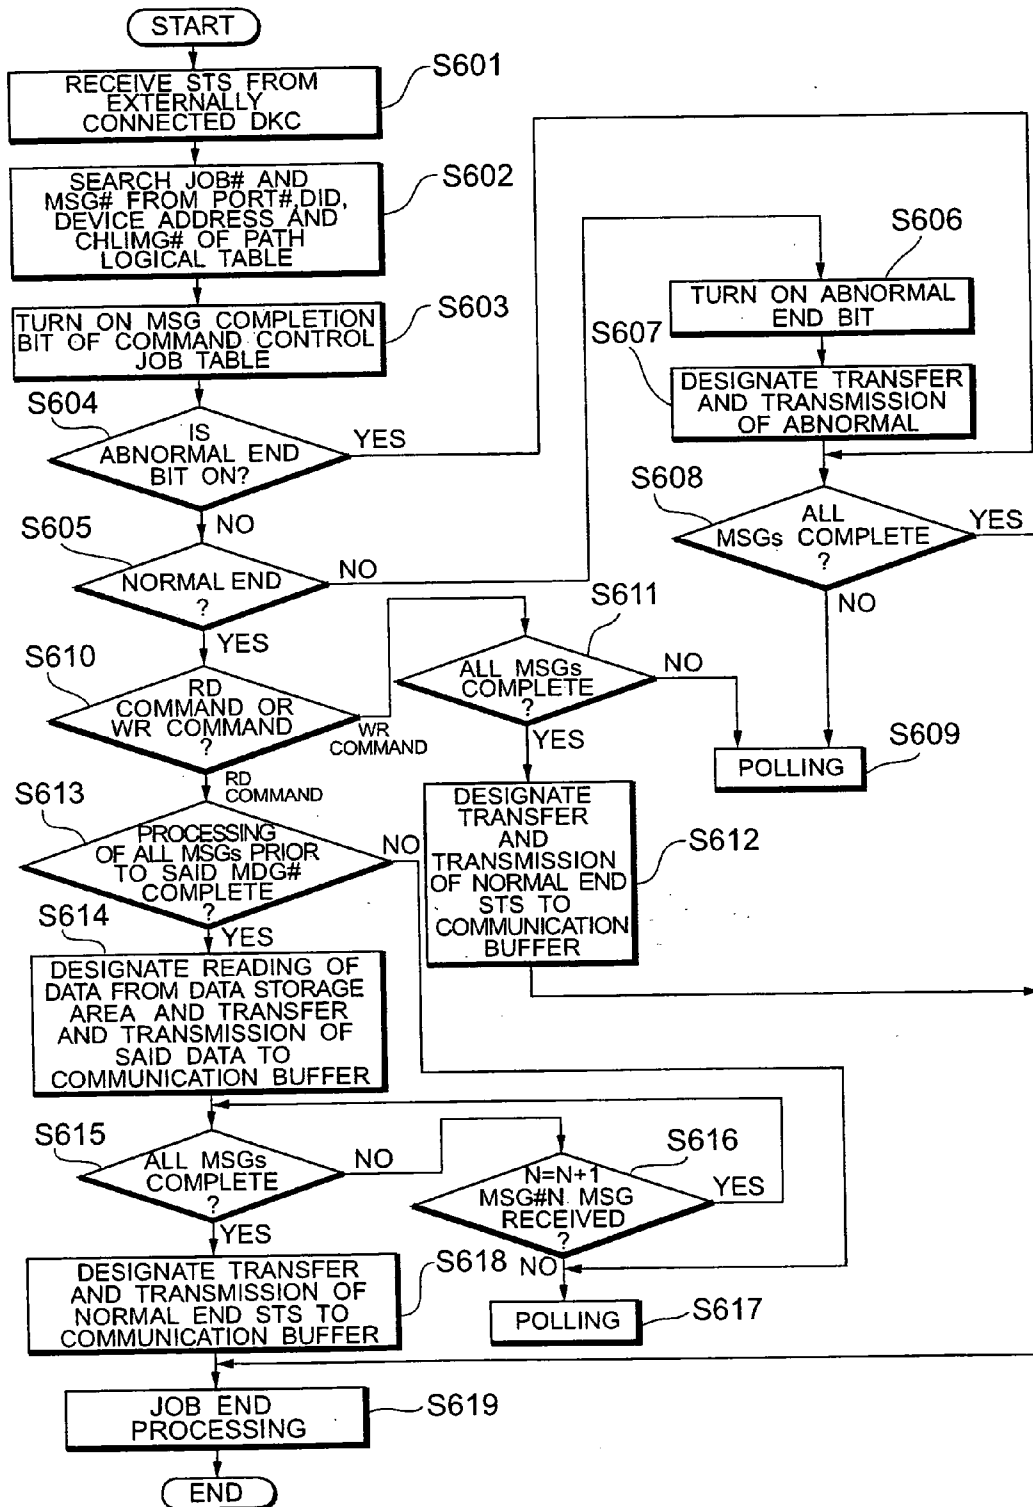 START
S601
RECEIVE STS FROM
EXTERNALLY
CONNECTED DKC
S602
SEARCH JOB# AND
MSG# FROM PORT#,DID,
DEVICE ADDRESS AND
CHLIMG# OF PATH
LOGICAL TABLE
S603
TURN ON MSG COMPLETION
BIT OF COMMAND CONTROL
JOB TABLE
S604
IS
ABNORMAL END
BIT ON?
YES
NO
S605
NORMAL END
?
NO
YES
S606
TURN ON ABNORMAL
END BIT
S607
DESIGNATE TRANSFER
AND TRANSMISSION
OF ABNORMAL
S608
ALL
MSGs COMPLETE
?
YES
NO
S609
POLLING
S610
RD
COMMAND OR
WR COMMAND
?
WR
COMMAND
RD
COMMAND
S611
ALL MSGs
COMPLETE
?
NO
YES
S612
DESIGNATE
TRANSFER
AND
TRANSMISSION
OF NORMAL END
STS TO
COMMUNICATION
BUFFER
S613
PROCESSING
OF ALL MSGs PRIOR
TO SAID MDG#
COMPLETE
?
NO
YES
S614
DESIGNATE READING OF
DATA FROM DATA STORAGE
AREA AND TRANSFER
AND TRANSMISSION OF
SAID DATA TO
COMMUNICATION BUFFER
S615
ALL MSGs
COMPLETE
?
NO
YES
S616
N=N+1
MSG#N MSG
RECEIVED
?
YES
NO
S617
POLLING
S618
DESIGNATE TRANSFER
AND TRANSMISSION OF
NORMAL END STS TO
COMMUNICATION BUFFER
S619
JOB END
PROCESSING
END